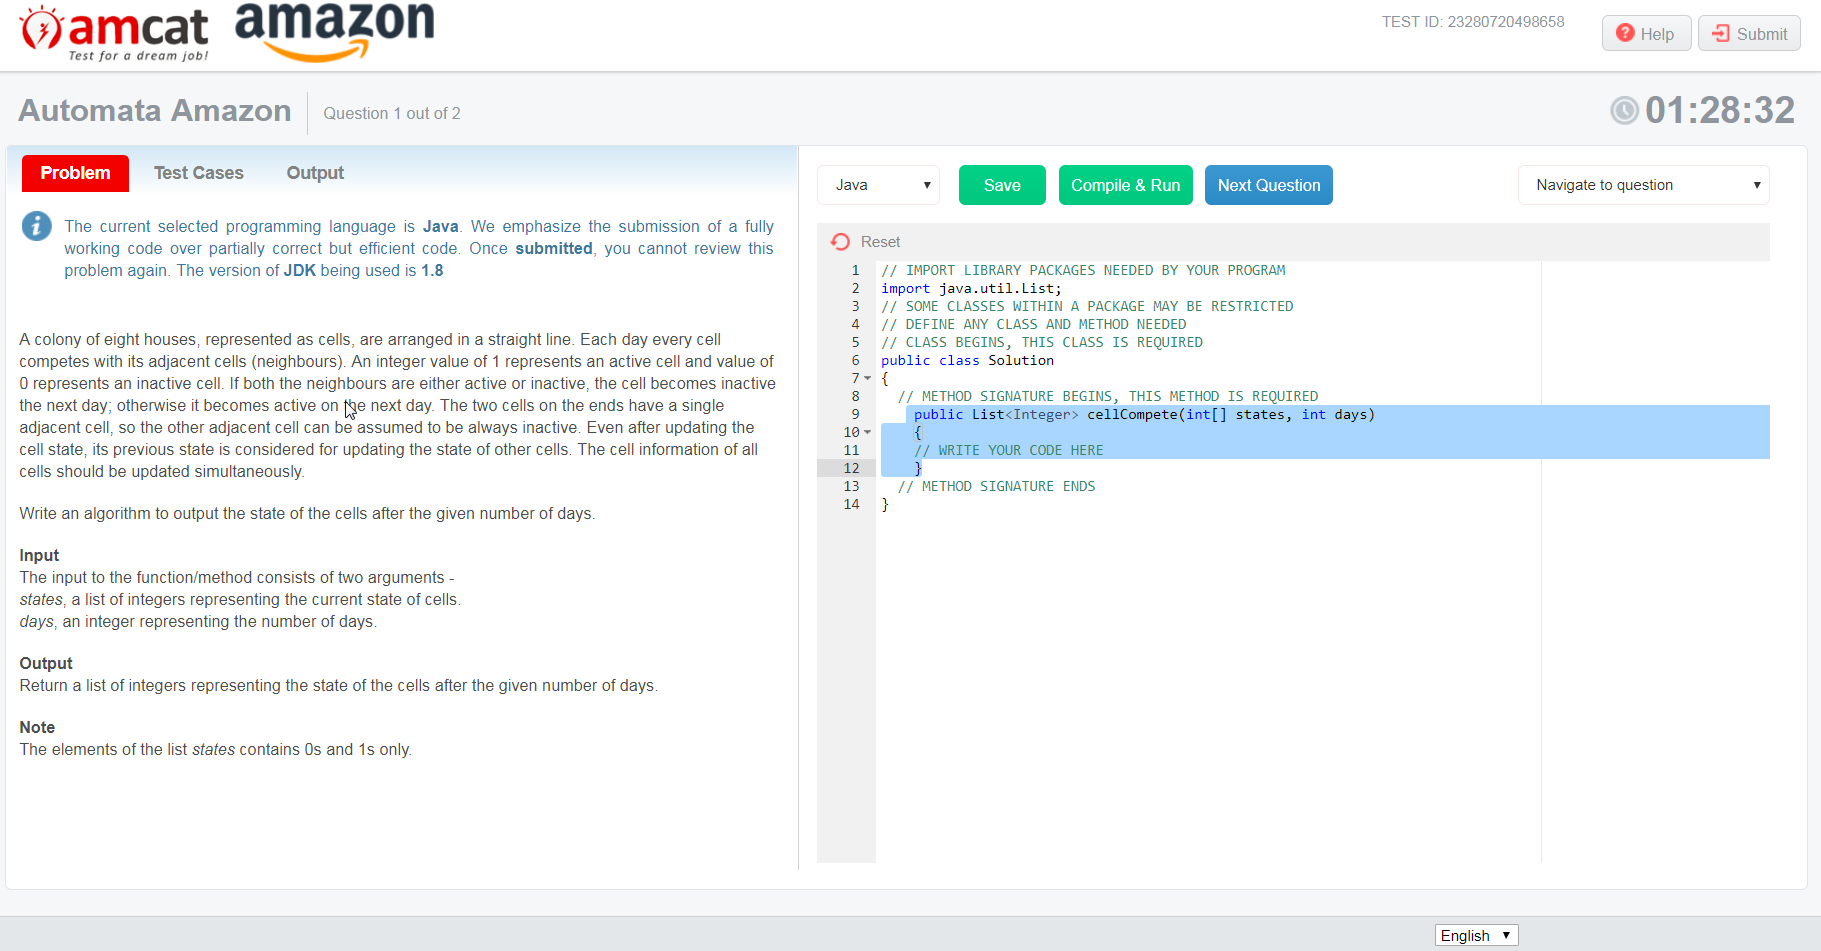 amcat
Test for a dream job!
amazon
TEST ID: 23280720498658
Help
Submit
Automata Amazon
Question 1 out of 2
01:28:32
Problem
Test Cases
Output
The current selected programming language is Java. We emphasize the submission of a fully
working code over partially correct but efficient code. Once submitted, you cannot review this
problem again. The version of JDK being used is 1.8
A colony of eight houses, represented as cells, are arranged in a straight line. Each day every cell
competes with its adjacent cells (neighbours). An integer value of 1 represents an active cell and value of
0 represents an inactive cell. If both the neighbours are either active or inactive, the cell becomes inactive
the next day; otherwise it becomes active on the next day. The two cells on the ends have a single
adjacent cell, so the other adjacent cell can be assumed to be always inactive. Even after updating the
cell state, its previous state is considered for updating the state of other cells. The cell information of all
cells should be updated simultaneously.
Write an algorithm to output the state of the cells after the given number of days.
Input
The input to the function/method consists of two arguments -
states, a list of integers representing the current state of cells.
days, an integer representing the number of days.
Output
Return a list of integers representing the state of the cells after the given number of days.
Note
The elements of the list states contains 0s and 1s only.
Java
Save
Compile & Run
Next Question
Navigate to question
Reset
1 // IMPORT LIBRARY PACKAGES NEEDED BY YOUR PROGRAM
2 import java.util.List;
3 // SOME CLASSES WITHIN A PACKAGE MAY BE RESTRICTED
4 // DEFINE ANY CLASS AND METHOD NEEDED
5 // CLASS BEGINS, THIS CLASS IS REQUIRED
6 public class Solution
7 {
8 // METHOD SIGNATURE BEGINS, THIS METHOD IS REQUIRED
9 public List<Integer> cellCompete(int[] states, int days)
10 {
11 // WRITE YOUR CODE HERE
12 }
13 // METHOD SIGNATURE ENDS
14 }
English